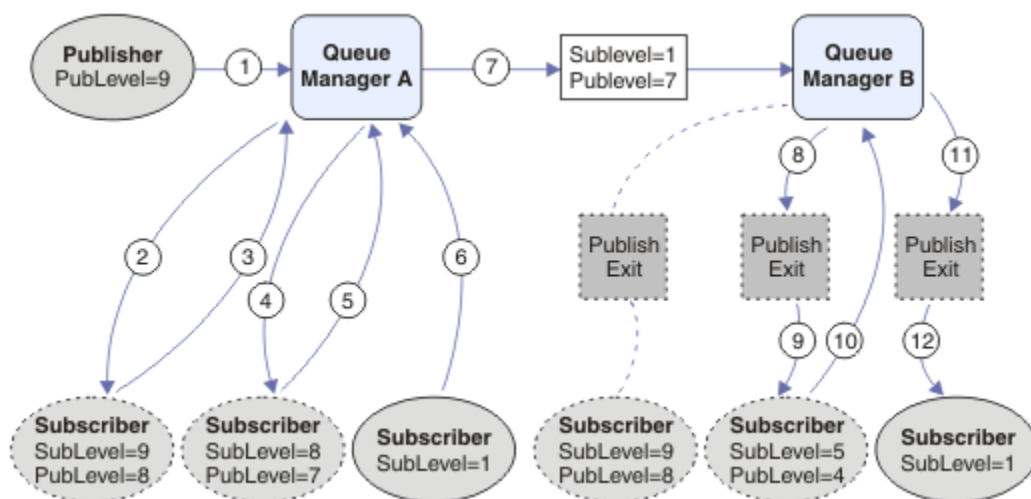 Publisher
PubLevel=9
1
Queue
Manager A
7
Sublevel=1
Publevel=7
Queue
Manager B
8
11
2
3
4
5
6
Publish
Exit
Publish
Exit
Publish
Exit
9
10
12
Subscriber
SubLevel=9
PubLevel=8
Subscriber
SubLevel=8
PubLevel=7
Subscriber
SubLevel=1
Subscriber
SubLevel=9
PubLevel=8
Subscriber
SubLevel=5
PubLevel=4
Subscriber
SubLevel=1